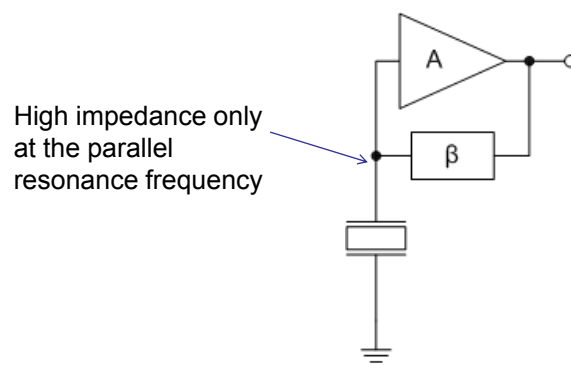 A
High impedance only
at the parallel
resonance frequency
β